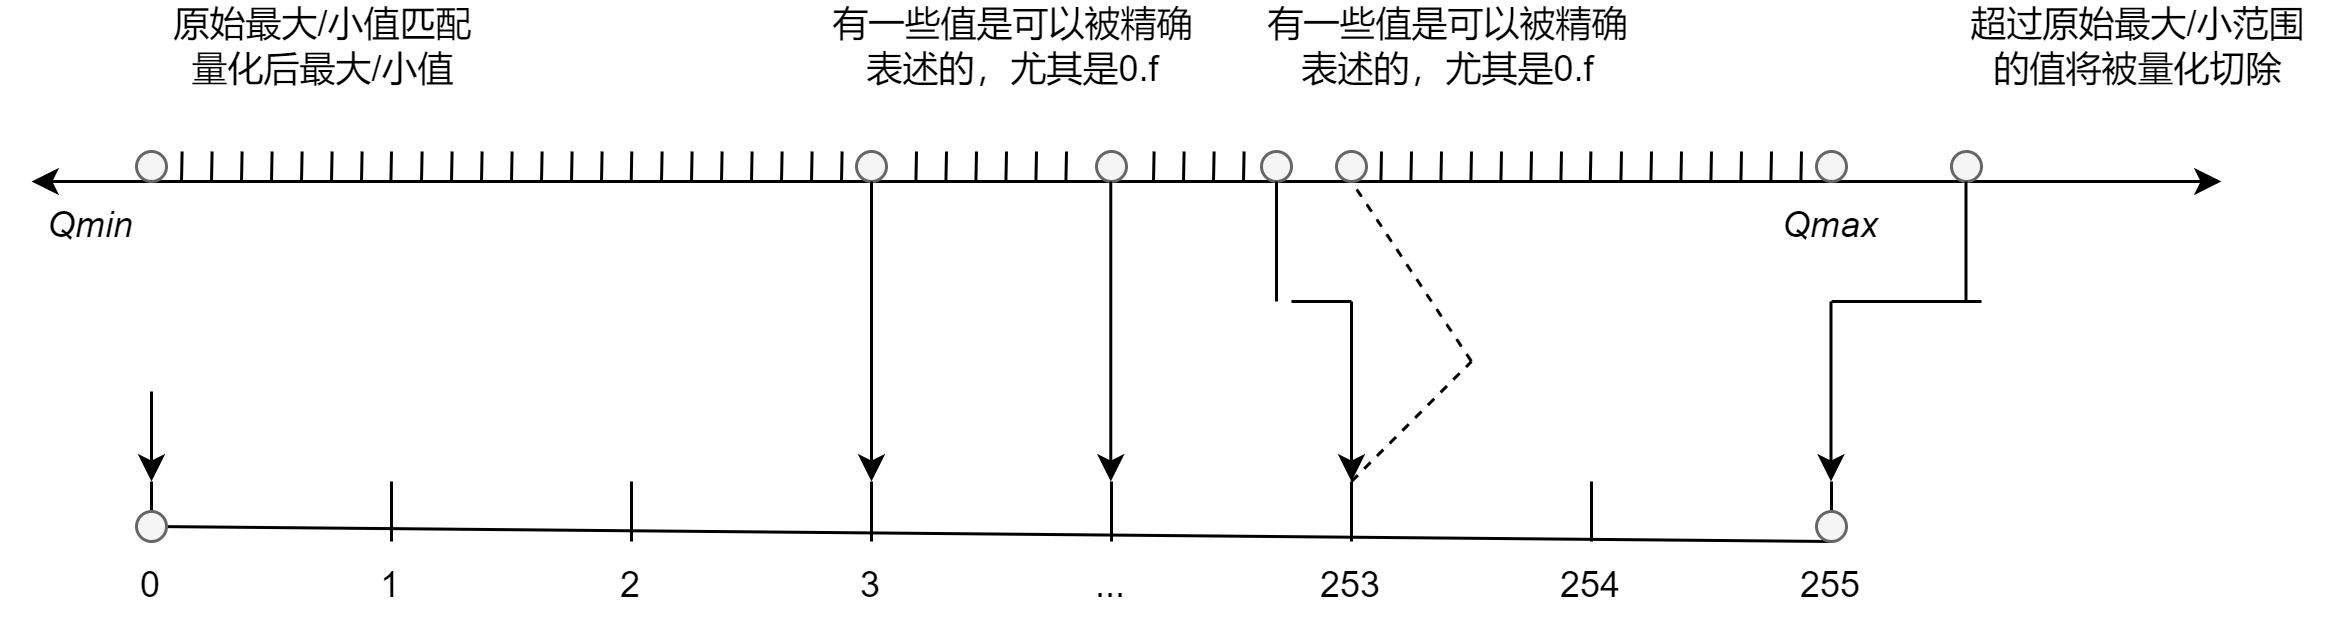 原始最大/小值匹配
量化后最大/小值
有一些值是可以被精确
表述的，尤其是0.f
有一些值是可以被精确
表述的，尤其是0.f
超过原始最大/小范围
的值将被量化切除
Qmin
Qmax
0
1
2
3
...
253
254
255